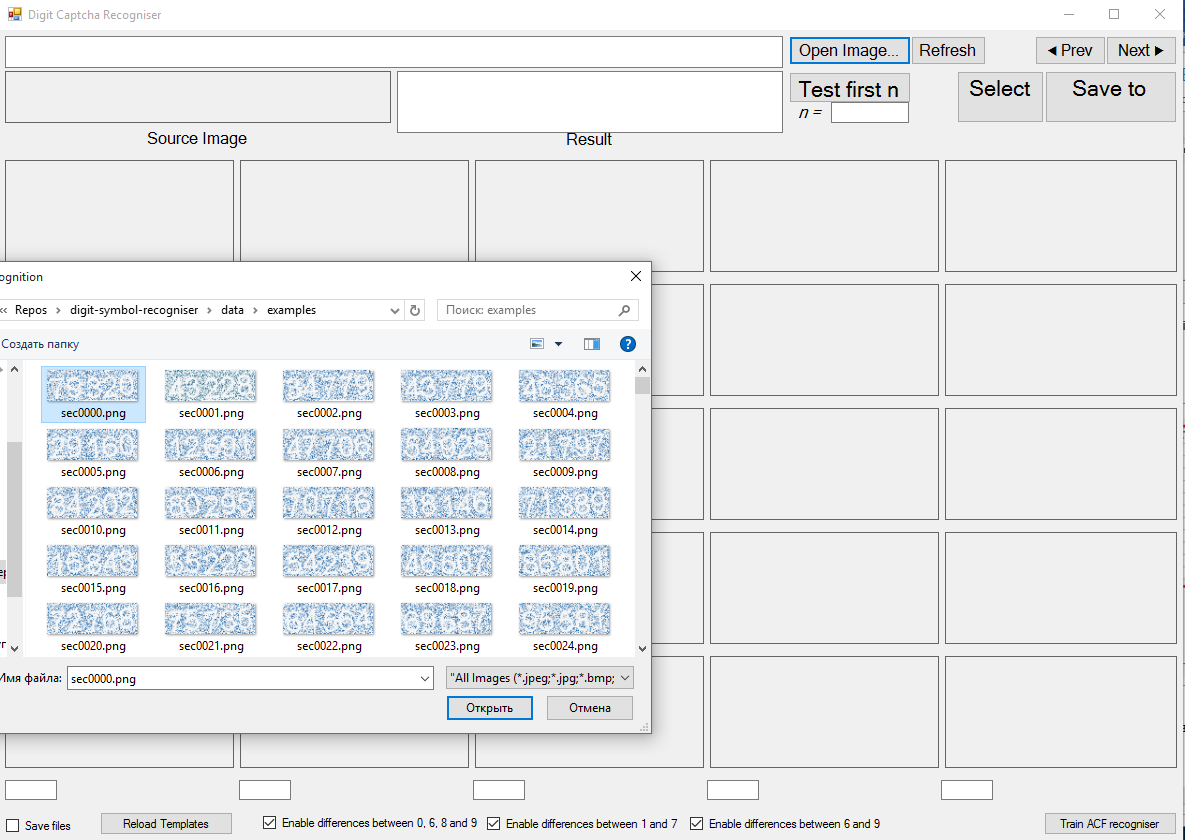 Digit Captcha Recogniser
Open Image... Refresh ◄ Prev Next ►
Test first n Select Save to
n =
Source Image Result
ognition
« Repos › digit-symbol-recogniser › data › examples Поиск: examples
Создать папку
sec0000.png sec0001.png sec0002.png sec0003.png sec0004.png
sec0005.png sec0006.png sec0007.png sec0008.png sec0009.png
sec0010.png sec0011.png sec0012.png sec0013.png sec0014.png
sec0015.png sec0016.png sec0017.png sec0018.png sec0019.png
sec0020.png sec0021.png sec0022.png sec0023.png sec0024.png
Имя файла: sec0000.png "All Images (*.jpeg;*.jpg;*.bmp;
Открыть Отмена
Save files Reload Templates Enable differences between 0, 6, 8 and 9 Enable differences between 1 and 7 Enable differences between 6 and 9 Train ACF recogniser